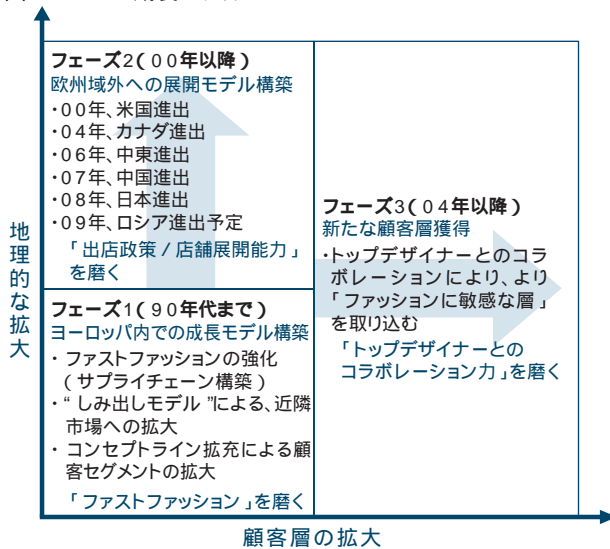 フェーズ2(00年以降)
欧州域外への展開モデル構築
・00年、米国進出
・04年、カナダ進出
・06年、中東進出
・07年、中国進出
・08年、日本進出
・09年、ロシア進出予定
「出店政策/店舗展開能力」
を磨く
フェーズ1(90年代まで)
ヨーロッパ内での成長モデル構築
・ ファストファッションの強化
(サプライチェーン構築)
・“しみ出しモデル”による、近隣
市場への拡大
・ コンセプトライン拡充による顧
客セグメントの拡大
「ファストファッション」を磨く
フェーズ3(04年以降)
新たな顧客層獲得
・トップデザイナーとのコラ
ボレーションにより、より
「ファッションに敏感な層」
を取り込む
「トップデザイナーとの
コラボレーション力」を磨く
地理的な拡大
顧客層の拡大